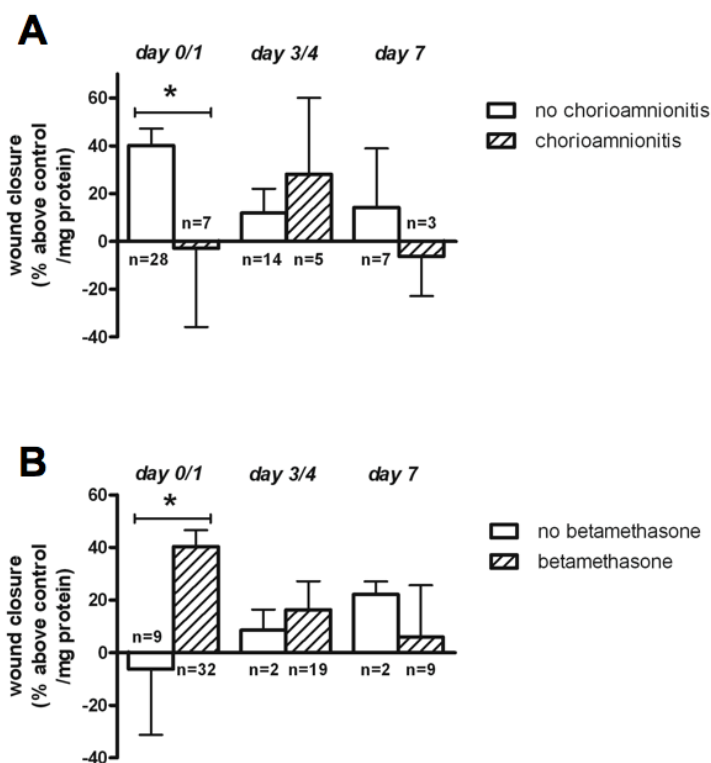 A
day 0/1 day 3/4 day 7
*
wound closure
(% above control
/mg protein)
60
40
20
0
-20
-40
n=28
n=7
n=14
n=5
n=7
n=3
no chorioamnionitis
chorioamnionitis
B
day 0/1 day 3/4 day 7
*
wound closure
(% above control
/mg protein)
60
40
20
0
-20
-40
n=9
n=32
n=2
n=19
n=2
n=9
no betamethasone
betamethasone